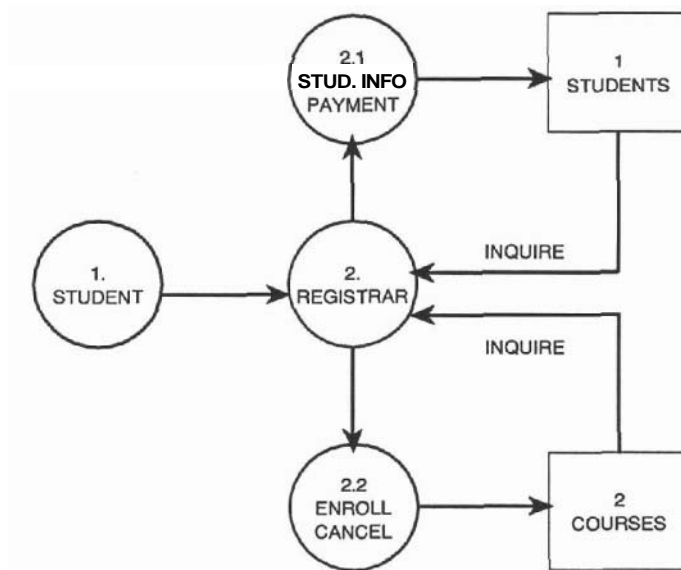 2.1
STUD. INFO
PAYMENT
1
STUDENTS
INQUIRE
1.
STUDENT
2.
REGISTRAR
INQUIRE
2.2
ENROLL
CANCEL
2
COURSES